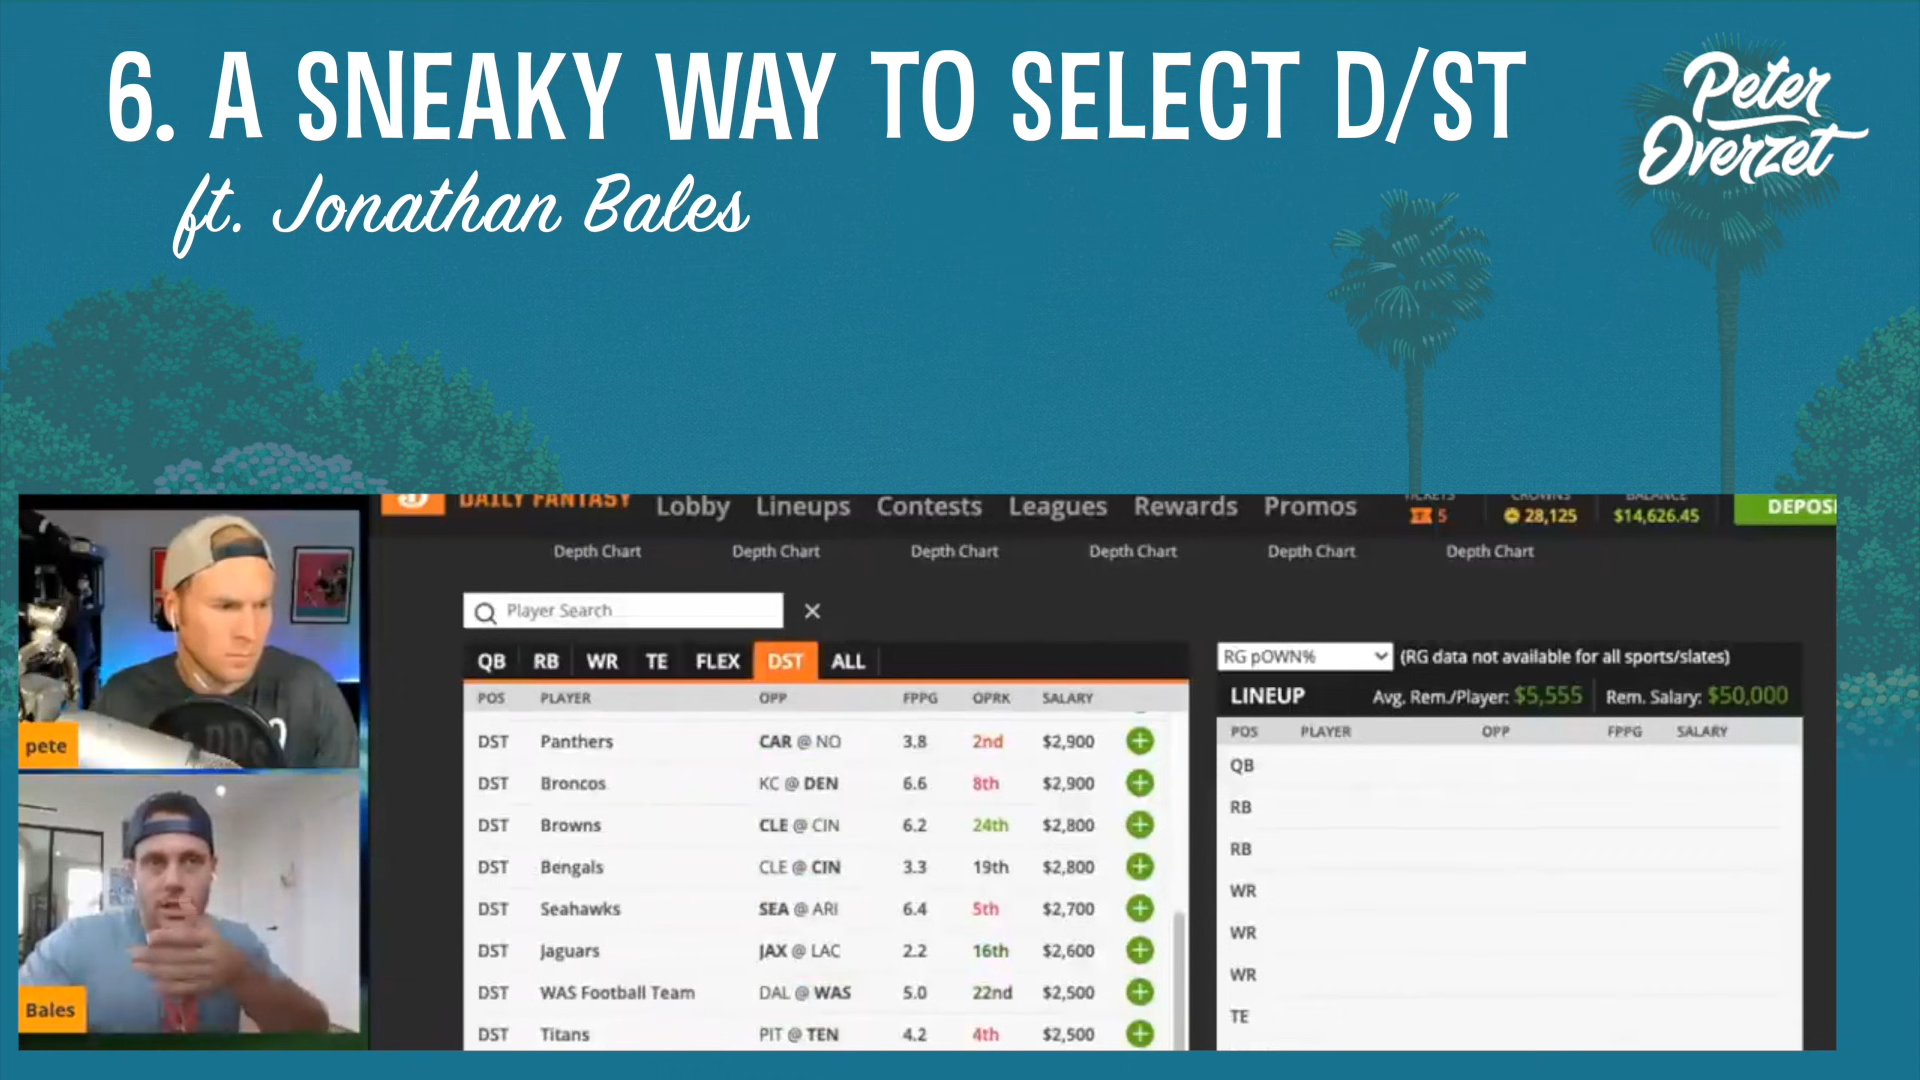 6. A SNEAKY WAY TO SELECT D/ST
ft. Jonathan Bales
Peter
Overzet
DAILY FANTASY
Lobby Lineups Contests Leagues Rewards Promos
TICKETS CROWNS BALANCE
5 28,125 $14,626.45
DEPOSI
Depth Chart Depth Chart Depth Chart Depth Chart Depth Chart Depth Chart
Player Search
QB RB WR TE FLEX DST ALL
POS PLAYER OPP FPPG OPRK SALARY
DST Panthers CAR @ NO 3.8 2nd $2,900
DST Broncos KC @ DEN 6.6 8th $2,900
DST Browns CLE @ CIN 6.2 24th $2,800
DST Bengals CLE @ CIN 3.3 19th $2,800
DST Seahawks SEA @ ARI 6.4 5th $2,700
DST Jaguars JAX @ LAC 2.2 16th $2,600
DST WAS Football Team DAL @ WAS 5.0 22nd $2,500
DST Titans PIT @ TEN 4.2 4th $2,500
RG pOWN% (RG data not available for all sports/slates)
LINEUP Avg. Rem./Player: $5,555 Rem. Salary: $50,000
POS PLAYER OPP FPPG SALARY
QB
RB
RB
WR
WR
WR
TE
pete
Bales